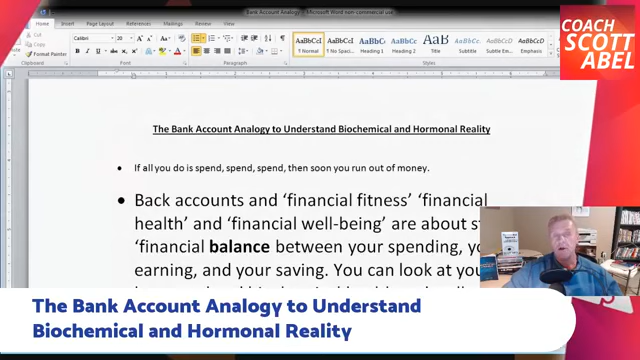 Bank Account Analogy - Microsoft Word non-commercial use
Home Insert Page Layout References Mailings Review View
Cut
Copy
Format Painter
Clipboard Font Paragraph Styles
Calibri 20
AaBbCcI AaBbCcI AaBbC AaBbCc AaB AaBbCc. AaBbCcD AaBbCcD
¶ Normal ¶ No Spacing Heading 1 Heading 2 Title Subtitle Subtle Em... Emphasis
COACH
SCOTT
ABEL
The Bank Account Analogy to Understand Biochemical and Hormonal Reality
• If all you do is spend, spend, spend, then soon you run out of money.
• Back accounts and ‘financial fitness’ ‘financial
health’ and ‘financial well-being’ are about
‘financial balance between your spending,
earning, and your saving. You can look at
The Bank Account Analogy to Understand
Biochemical and Hormonal Reality